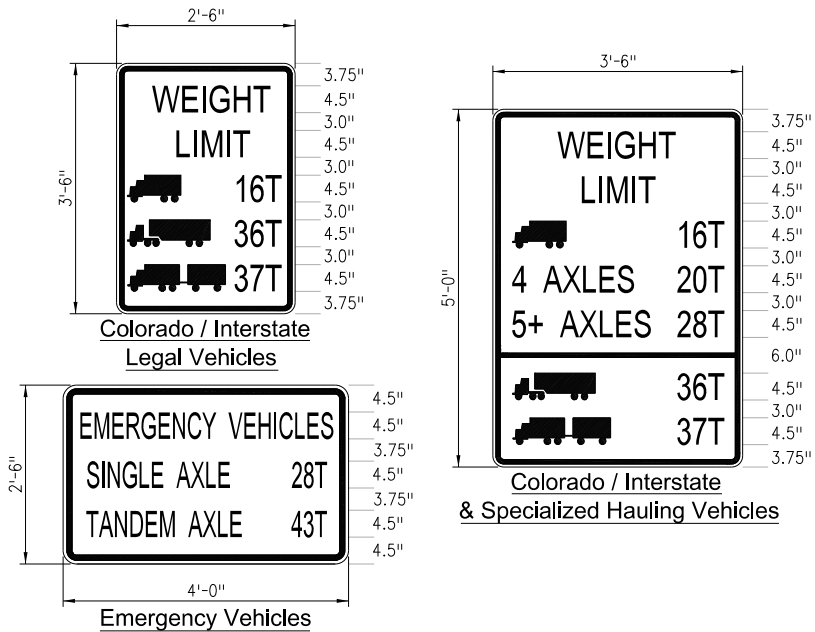 2'-6"
3'-6"
WEIGHT
LIMIT
16T
36T
37T
3.75"
4.5"
3.0"
4.5"
3.0"
4.5"
3.0"
4.5"
3.0"
4.5"
3.75"
Colorado / Interstate
Legal Vehicles
3'-6"
5'-0"
WEIGHT
LIMIT
16T
4 AXLES 20T
5+ AXLES 28T
36T
37T
3.75"
4.5"
3.0"
4.5"
3.0"
4.5"
3.0"
4.5"
3.0"
4.5"
6.0"
4.5"
3.0"
4.5"
3.75"
Colorado / Interstate
& Specialized Hauling Vehicles
2'-6"
EMERGENCY VEHICLES
SINGLE AXLE 28T
TANDEM AXLE 43T
4.5"
4.5"
3.75"
4.5"
3.75"
4.5"
4.5"
4'-0"
Emergency Vehicles